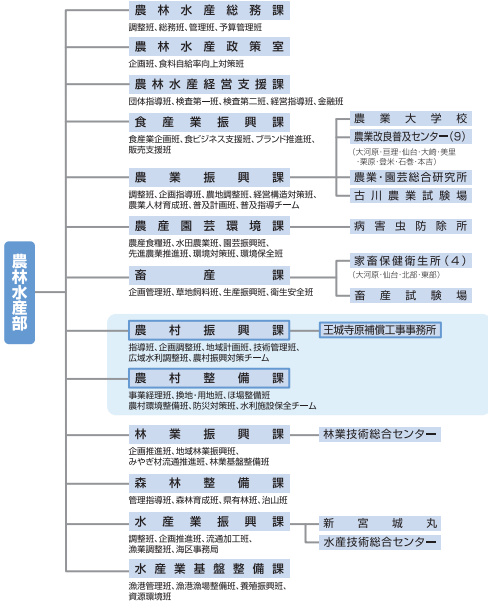 農林水産部
農林水産総務課
調整班、総務班、管理班、予算管理班
農林水産政策室
企画班、食料自給率向上対策班
農林水産経営支援課
団体指導班、検査第一班、検査第二班、経営指導班、金融班
食産業振興課
食産業企画班、食ビジネス支援班、ブランド推進班、
販売支援班
農業振興課
調整班、企画指導班、農地調整班、経営構造対策班、
農業人材育成班、普及計画班、普及指導チーム
農業大学校
農業改良普及センター(9)
(大河原・亘理・仙台・大崎・美里
・栗原・登米・石巻・本吉)
農業・園芸総合研究所
古川農業試験場
農産園芸環境課
農産食糧班、水田農業班、園芸振興班、
先進農業推進班、環境対策班、環境保全班
病害虫防除所
畜産課
企画管理班、草地飼料班、生産振興班、衛生安全班
家畜保健衛生所(4)
(大河原・仙台・北部・東部)
畜産試験場
農村振興課
指導班、企画調整班、地域計画班、技術管理班、
広域水利調整班、農村振興対策チーム
王城寺原補償工事事務所
農村整備課
事業経理班、換地・用地班、ほ場整備班
農村環境整備班、防災対策班、水利施設保全チーム
林業振興課
企画推進班、地域林業振興班、
みやぎ材流通推進班、林業基盤整備班
林業技術総合センター
森林整備課
管理指導班、森林育成班、県有林班、治山班
水産業振興課
調整班、企画推進班、流通加工班、
漁業調整班、海区事務局
新宮城丸
水産技術総合センター
水産業基盤整備課
漁港管理班、漁港漁場整備班、養殖振興班、
資源環境班